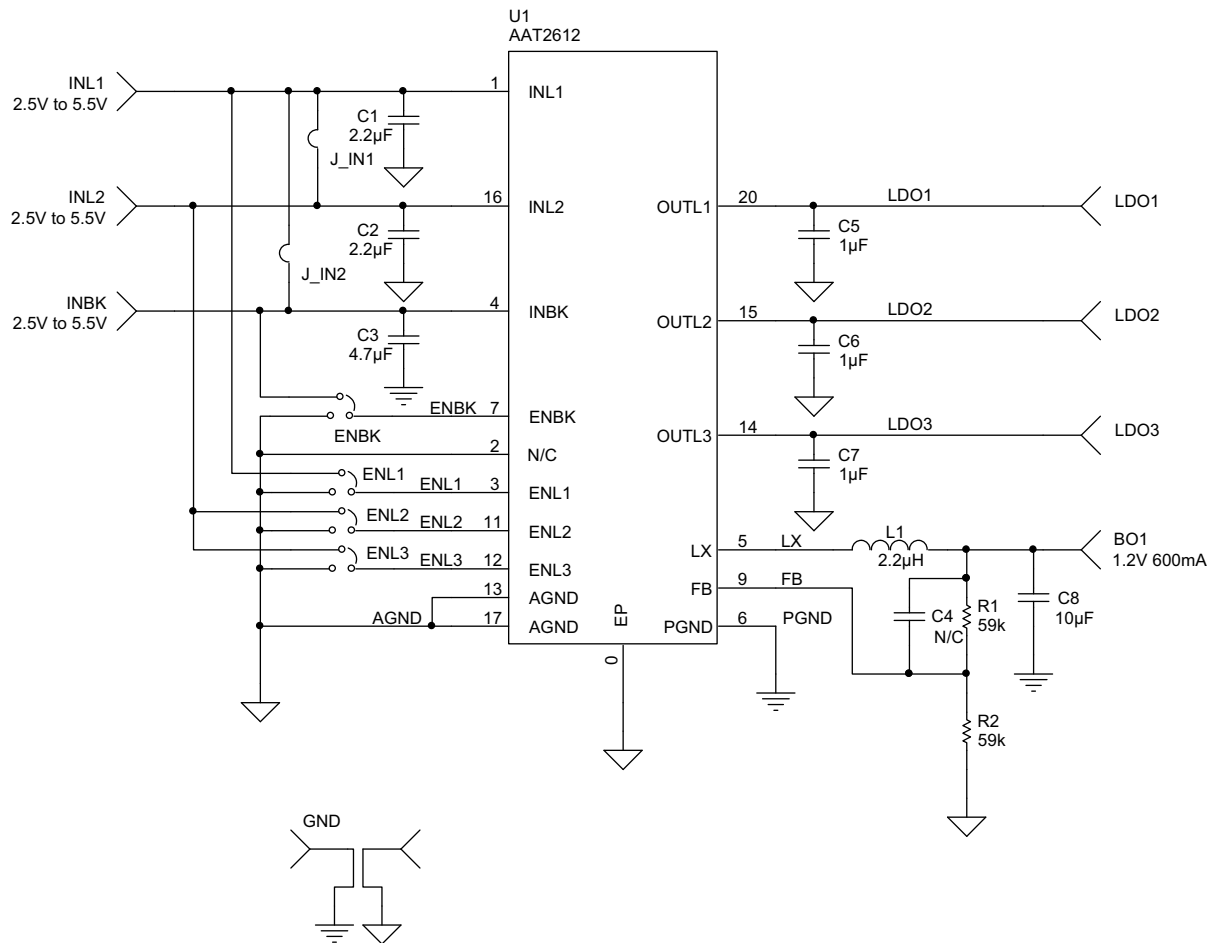 U1
AAT2612
INL1
2.5V to 5.5V
1
INL1
C1
2.2µF
J_IN1
INL2
2.5V to 5.5V
16
INL2
OUTL1
20
LDO1
LDO1
C2
2.2µF
C5
1µF
J_IN2
INBK
2.5V to 5.5V
4
INBK
OUTL2
15
LDO2
LDO2
C3
4.7µF
C6
1µF
ENBK
7
ENBK
ENBK
OUTL3
14
LDO3
LDO3
2
N/C
C7
1µF
ENL1
ENL1
3
ENL1
ENL2
ENL2
11
ENL2
ENL3
ENL3
12
ENL3
LX
5
LX
L1
2.2µH
BO1
1.2V 600mA
FB
9
FB
13
AGND
AGND
17
AGND
EP
0
PGND
6
PGND
C4
N/C
R1
59k
C8
10µF
R2
59k
GND